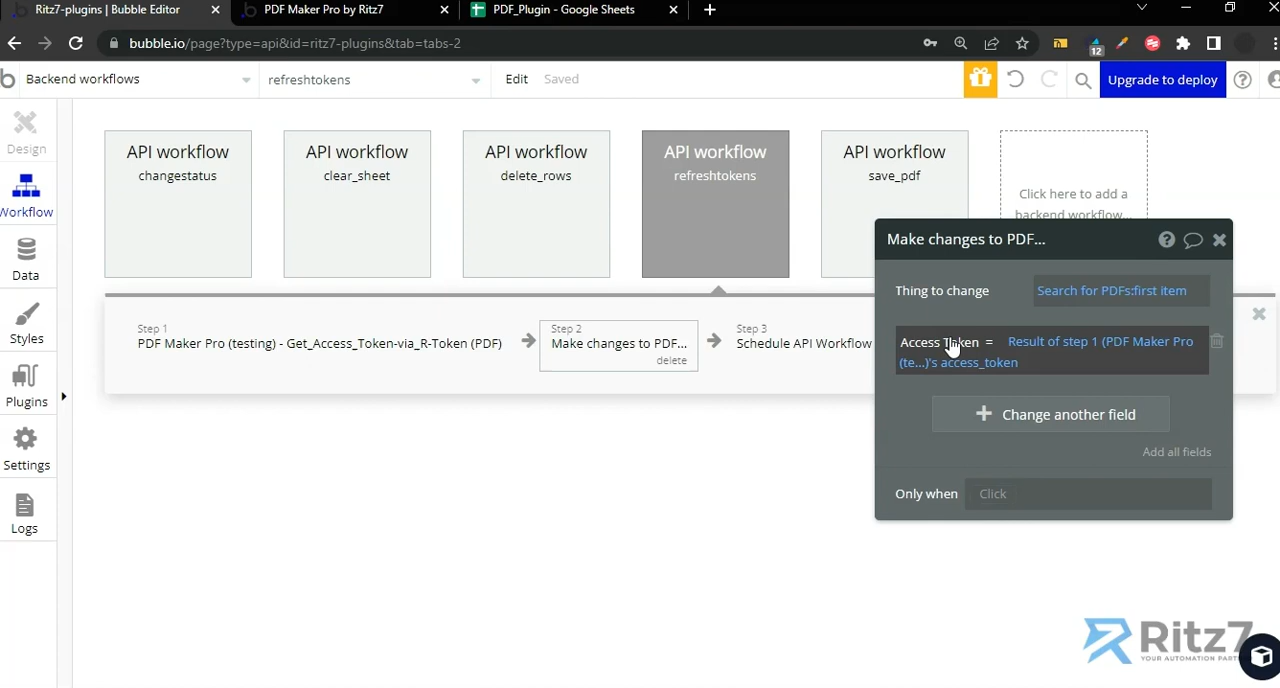 Ritz7-plugins | Bubble Editor
PDF Maker Pro by Ritz7
PDF_Plugin - Google Sheets
bubble.io/page?type=api&id=ritz7-plugins&tab=tabs-2
12
Backend workflows
refreshtokens
Edit
Saved
Upgrade to deploy
Design
Workflow
Data
Styles
Plugins
Settings
Logs
API workflow
changestatus
API workflow
clear_sheet
API workflow
delete_rows
API workflow
refreshtokens
API workflow
save_pdf
Click here to add a
backend workflow...
Step 1
PDF Maker Pro (testing) - Get_Access_Token-via_R-Token (PDF)
Step 2
Make changes to PDF...
delete
Step 3
Schedule API Workflow
Make changes to PDF...
Thing to change
Search for PDFs:first item
Access Token = Result of step 1 (PDF Maker Pro
(te...)'s access_token
Change another field
Add all fields
Only when
Click
Ritz7
YOUR AUTOMATION